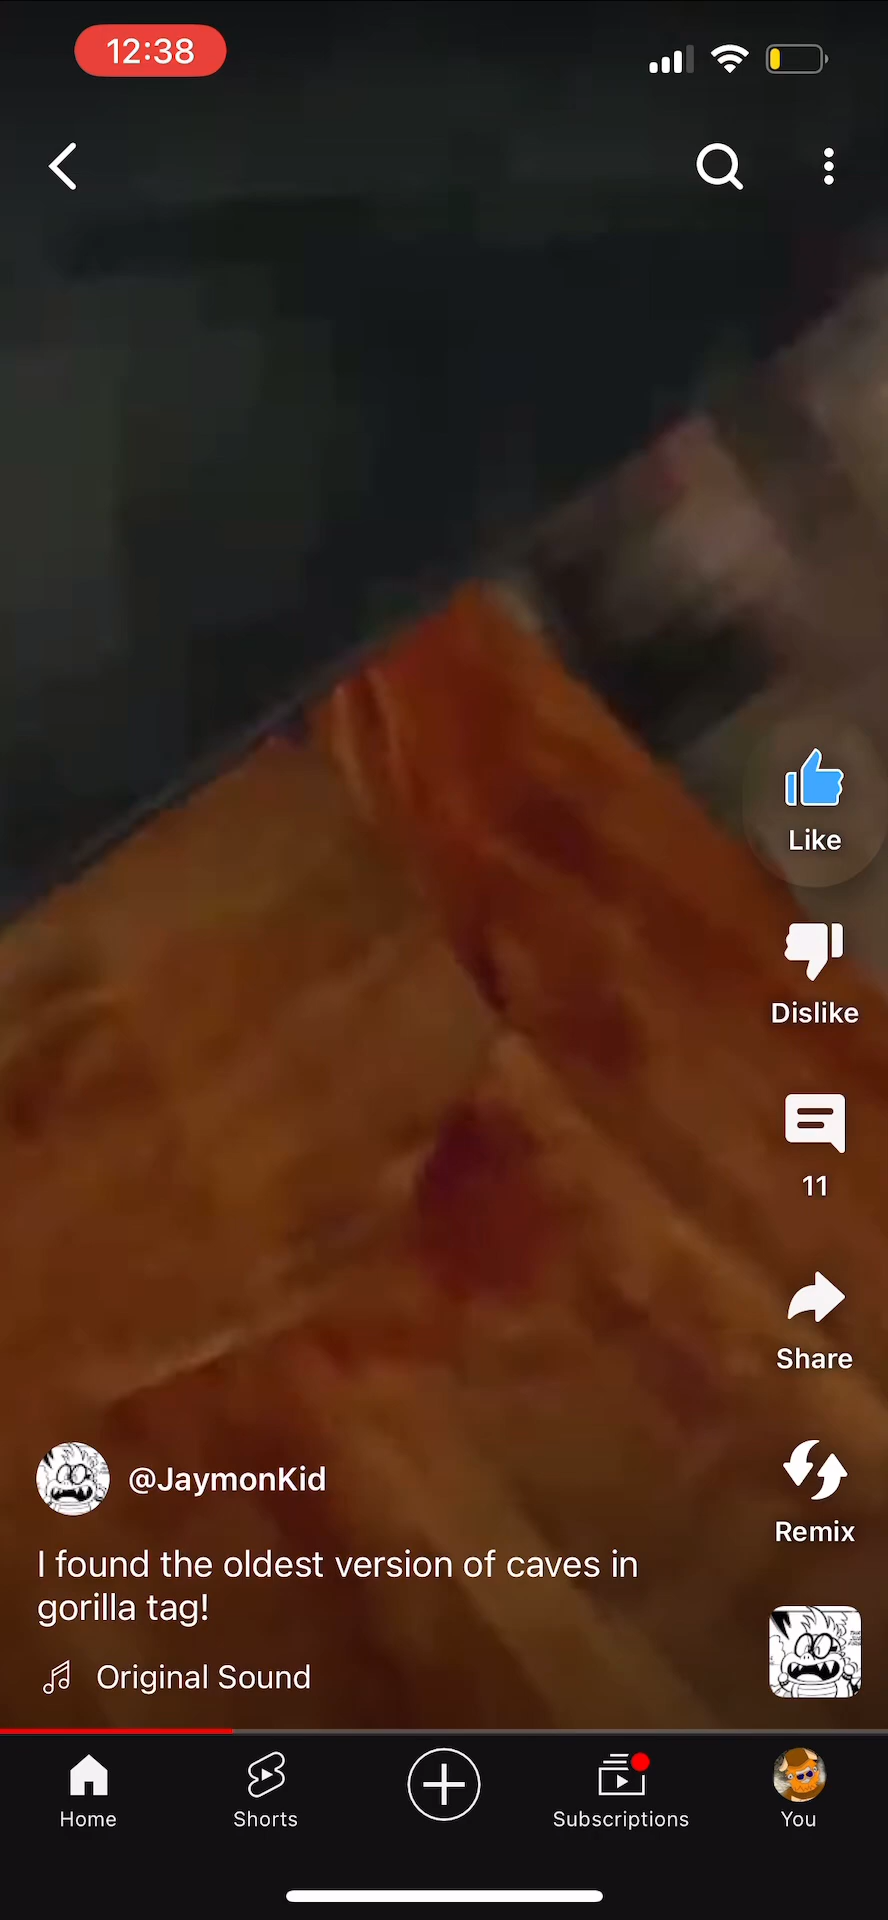 12:38
Like
Dislike
11
Share
Remix
@JaymonKid
I found the oldest version of caves in
gorilla tag!
Original Sound
Home
Shorts
Subscriptions
You